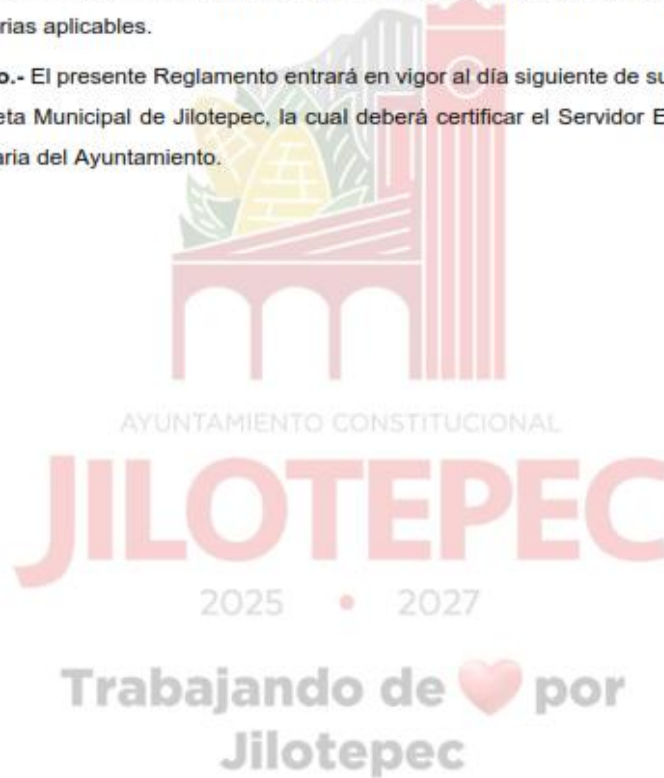 rias aplicables.
o.- El presente Reglamento entrará en vigor al día siguiente de su
eta Municipal de Jilotepec, la cual deberá certificar el Servidor
aria del Ayuntamiento.
AYUNTAMIENTO CONSTITUCIONAL
JILOTEPEC
2025 • 2027
Trabajando de ❤ por
Jilotepec